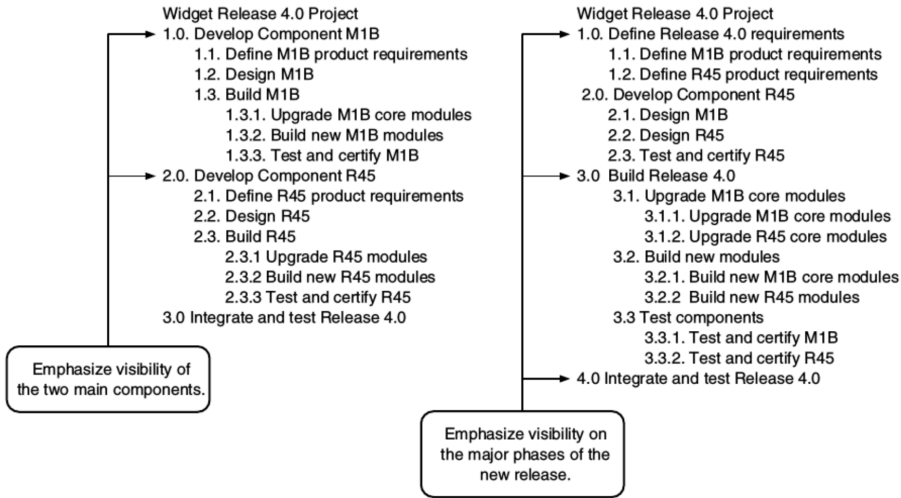 Widget Release 4.0 Project
1.0. Develop Component M1B
1.1. Define M1B product requirements
1.2. Design M1B
1.3. Build M1B
1.3.1. Upgrade M1B core modules
1.3.2. Build new M1B modules
1.3.3. Test and certify M1B
2.0. Develop Component R45
2.1. Define R45 product requirements
2.2. Design R45
2.3. Build R45
2.3.1 Upgrade R45 modules
2.3.2 Build new R45 modules
2.3.3 Test and certify R45
3.0 Integrate and test Release 4.0
Emphasize visibility of
the two main components.
Widget Release 4.0 Project
1.0. Define Release 4.0 requirements
1.1. Define M1B product requirements
1.2. Define R45 product requirements
2.0. Develop Component R45
2.1. Design M1B
2.2. Design R45
2.3. Test and certify R45
3.0 Build Release 4.0
3.1. Upgrade M1B core modules
3.1.1. Upgrade M1B core modules
3.1.2. Upgrade R45 core modules
3.2. Build new modules
3.2.1. Build new M1B core modules
3.2.2 Build new R45 modules
3.3 Test components
3.3.1. Test and certify M1B
3.3.2. Test and certify R45
4.0 Integrate and test Release 4.0
Emphasize visibility on
the major phases of the
new release.